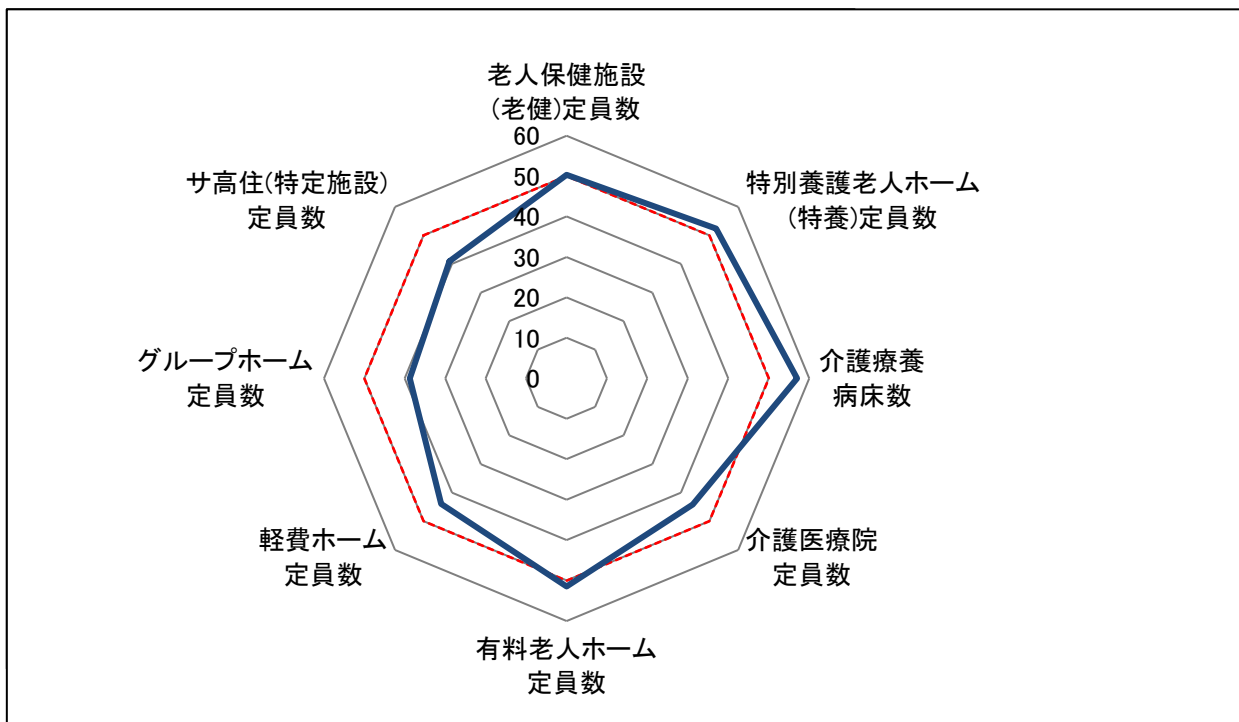 老人保健施設
(老健)定員数
特別養護老人ホーム
(特養)定員数
介護療養
病床数
介護医療院
定員数
有料老人ホーム
定員数
軽費ホーム
定員数
グループホーム
定員数
サ高住(特定施設)
定員数
60
50
40
30
20
10
0